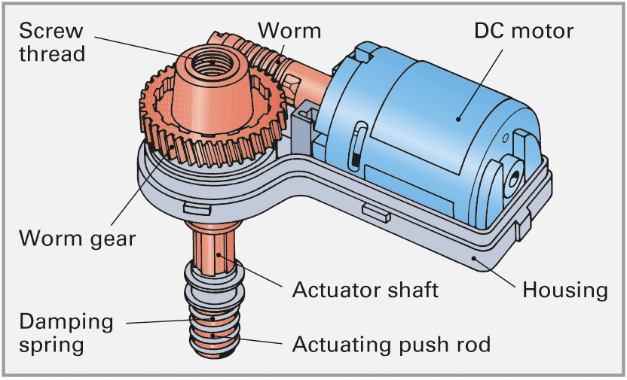 Screw
thread
Worm
DC motor
Worm gear
Actuator shaft
Housing
Damping
spring
Actuating push rod